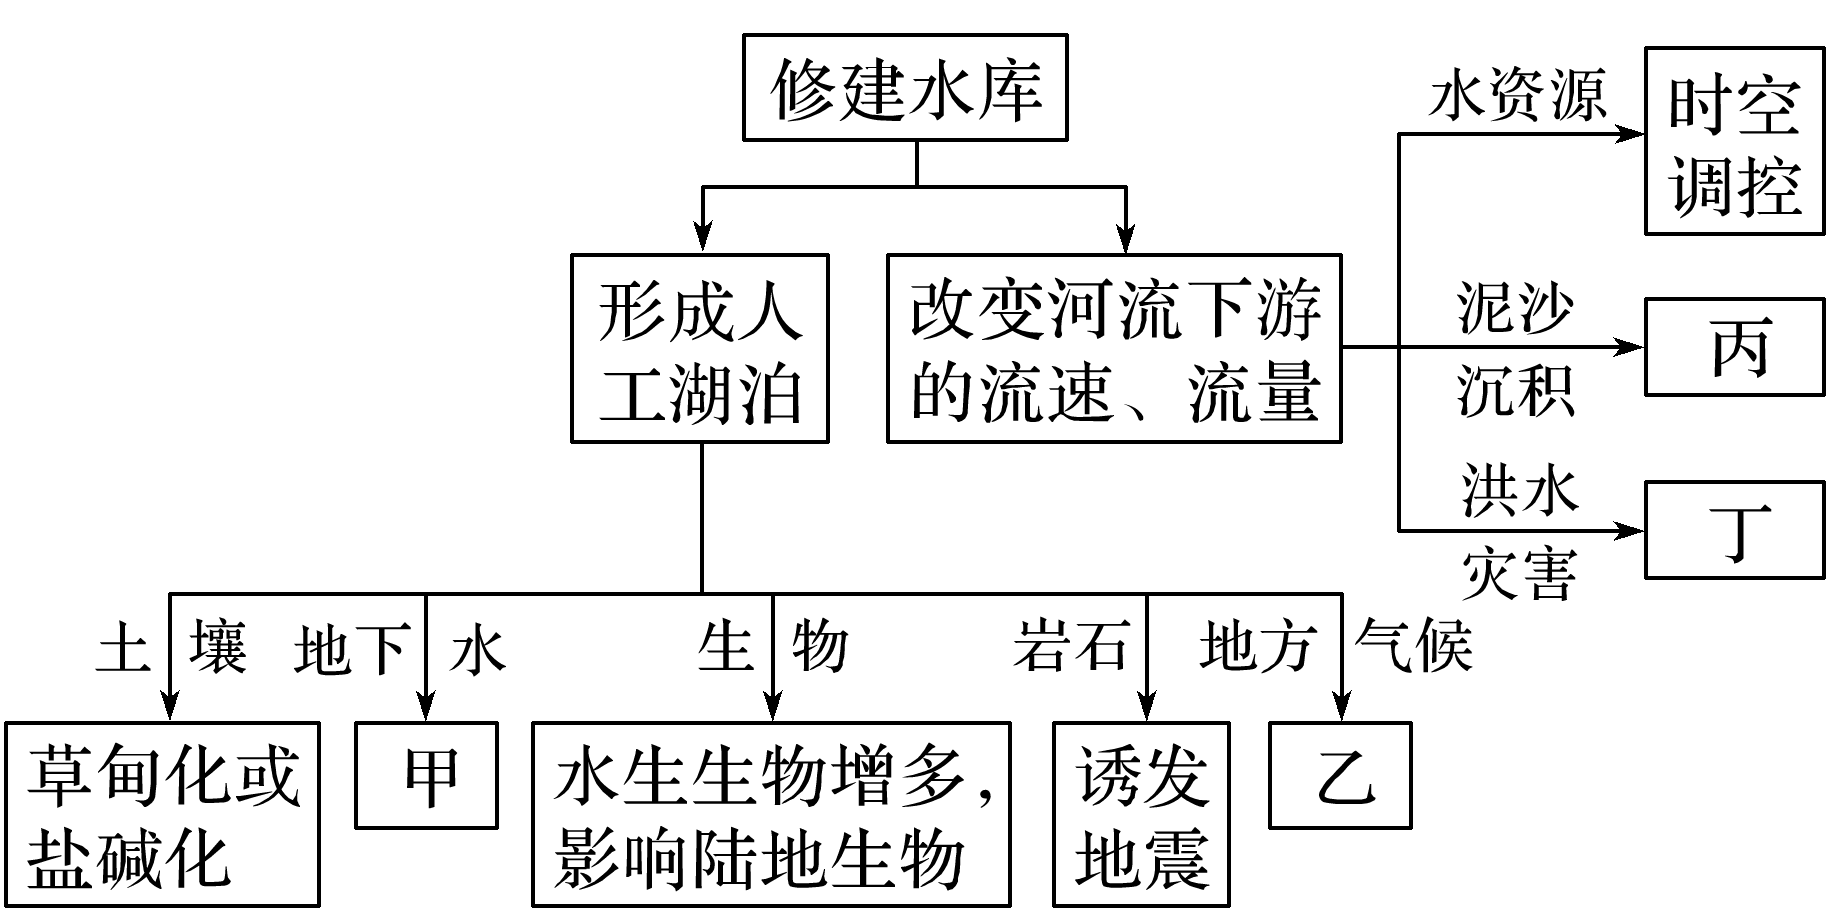 修建水库
形成人
工湖泊
改变河流下游
的流速、流量
水资源
时空
调控
泥沙
沉积
丙
洪水
灾害
丁
土壤
地下水
生物
岩石
地方气候
草甸化或
盐碱化
甲
水生生物增多,
影响陆地生物
诱发
地震
乙